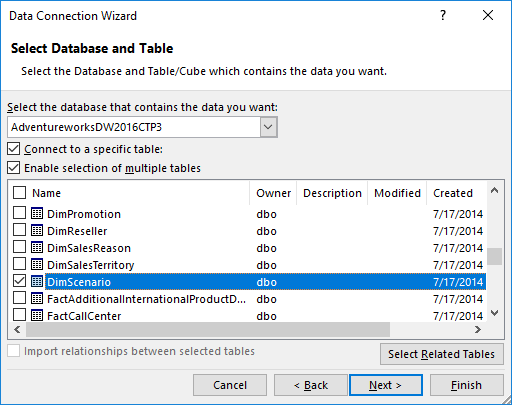 Data Connection Wizard
Select Database and Table
Select the Database and Table/Cube which contains the data you want.
Select the database that contains the data you want:
AdventureworksDW2016CTP3
Connect to a specific table:
Enable selection of multiple tables
Name Owner Description Modified Created
DimPromotion dbo 7/17/2014
DimReseller dbo 7/17/2014
DimSalesReason dbo 7/17/2014
DimSalesTerritory dbo 7/17/2014
DimScenario dbo 7/17/2014
FactAdditionalInternationalProductD... dbo 7/17/2014
FactCallCenter dbo 7/17/2014
Import relationships between selected tables
Select Related Tables
Cancel < Back Next > Finish